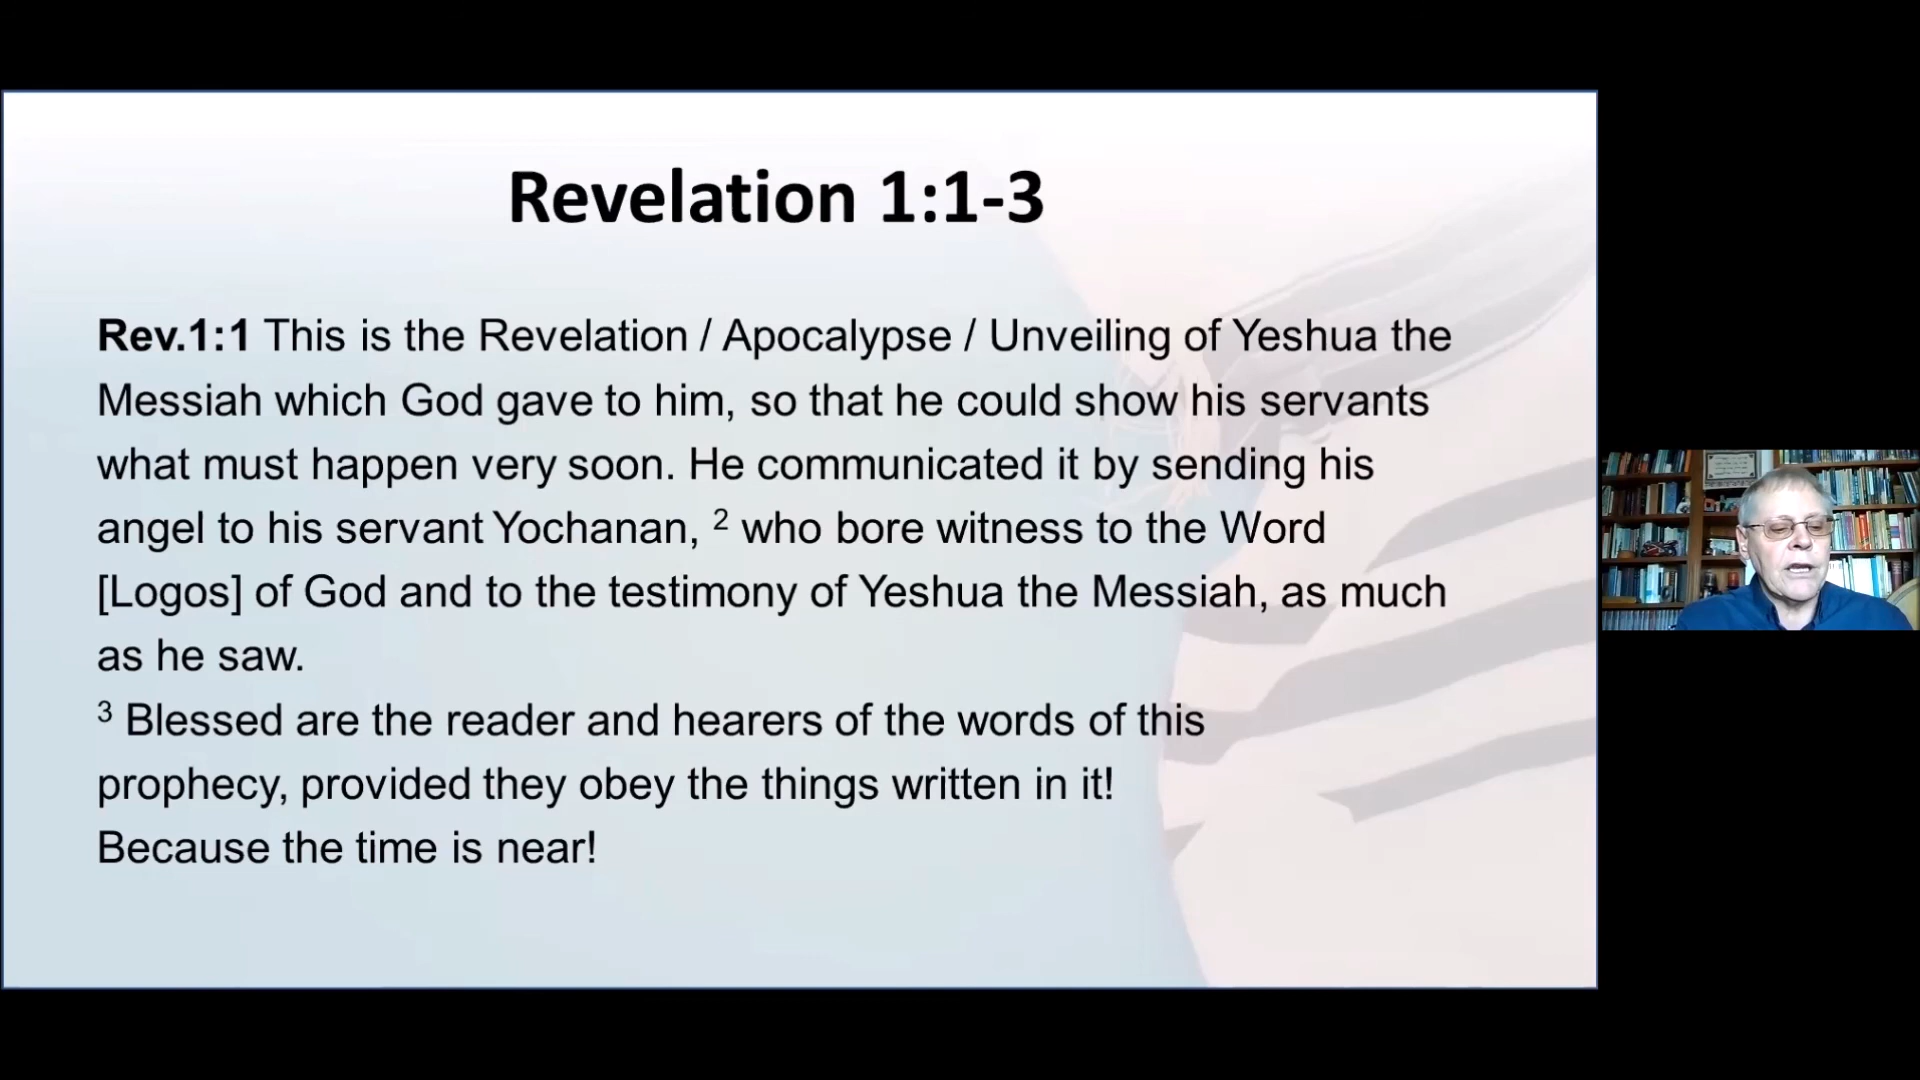 Revelation 1:1-3
Rev.1:1 This is the Revelation / Apocalypse / Unveiling of Yeshua the
Messiah which God gave to him, so that he could show his servants
what must happen very soon. He communicated it by sending his
angel to his servant Yochanan, ² who bore witness to the Word
[Logos] of God and to the testimony of Yeshua the Messiah, as much
as he saw.
³ Blessed are the reader and hearers of the words of this
prophecy, provided they obey the things written in it!
Because the time is near!